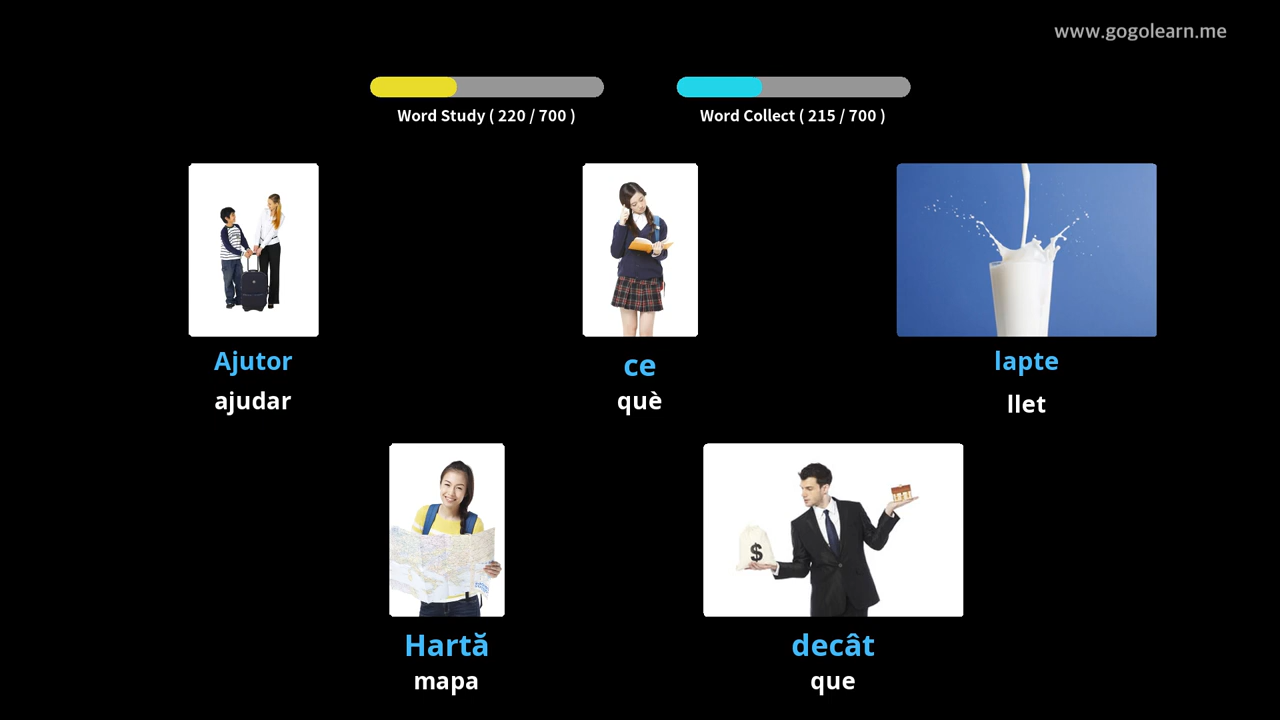 www.gogolearn.me
Word Study ( 220 / 700 )
Word Collect ( 215 / 700 )
Ajutor
ajudar
ce
què
lapte
llet
$
Hartă
mapa
decât
que